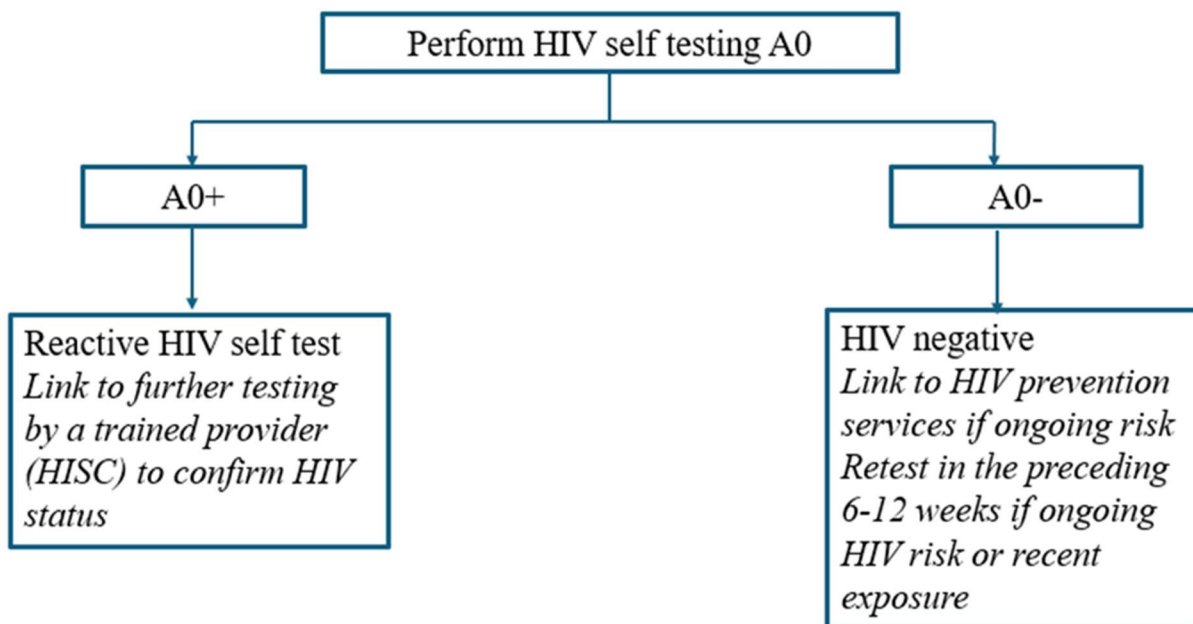 Perform HIV self testing A0
A0+
A0-
Reactive HIV self test
Link to further testing
by a trained provider
(HISC) to confirm HIV
status
HIV negative
Link to HIV prevention
services if ongoing risk
Retest in the preceding
6-12 weeks if ongoing
HIV risk or recent
exposure